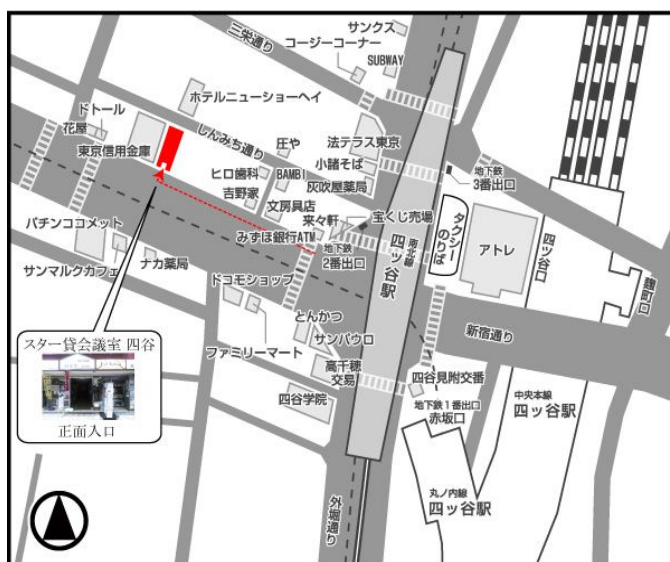 サンクス
三栄通り
コージーコーナー
SUBWAY
ホテルニューショーヘイ
ドトール
花屋
東京信用金庫
しんみち通り
法テラス東京
庄や
小諸そば
ヒロ歯科
BAMBI
灰吹屋薬局
吉野家
文房具店
地下鉄
3番出口
来々軒
宝くじ売場
みずほ銀行ATM
地下鉄
2番出口
南北線
四ッ谷駅
タクシー
のりば
アトレ
四ッ谷口
麹町口
パチンココメット
サンマルクカフェ
ナカ薬局
ドコモショップ
とんかつ
サンパウロ
ファミリーマート
新宿通り
高千穂
交易
四谷学院
四谷見附交番
地下鉄1番出口
赤坂口
中央本線
四ッ谷駅
丸ノ内線
四ッ谷駅
外堀通り
スター貸会議室 四谷
正面入口